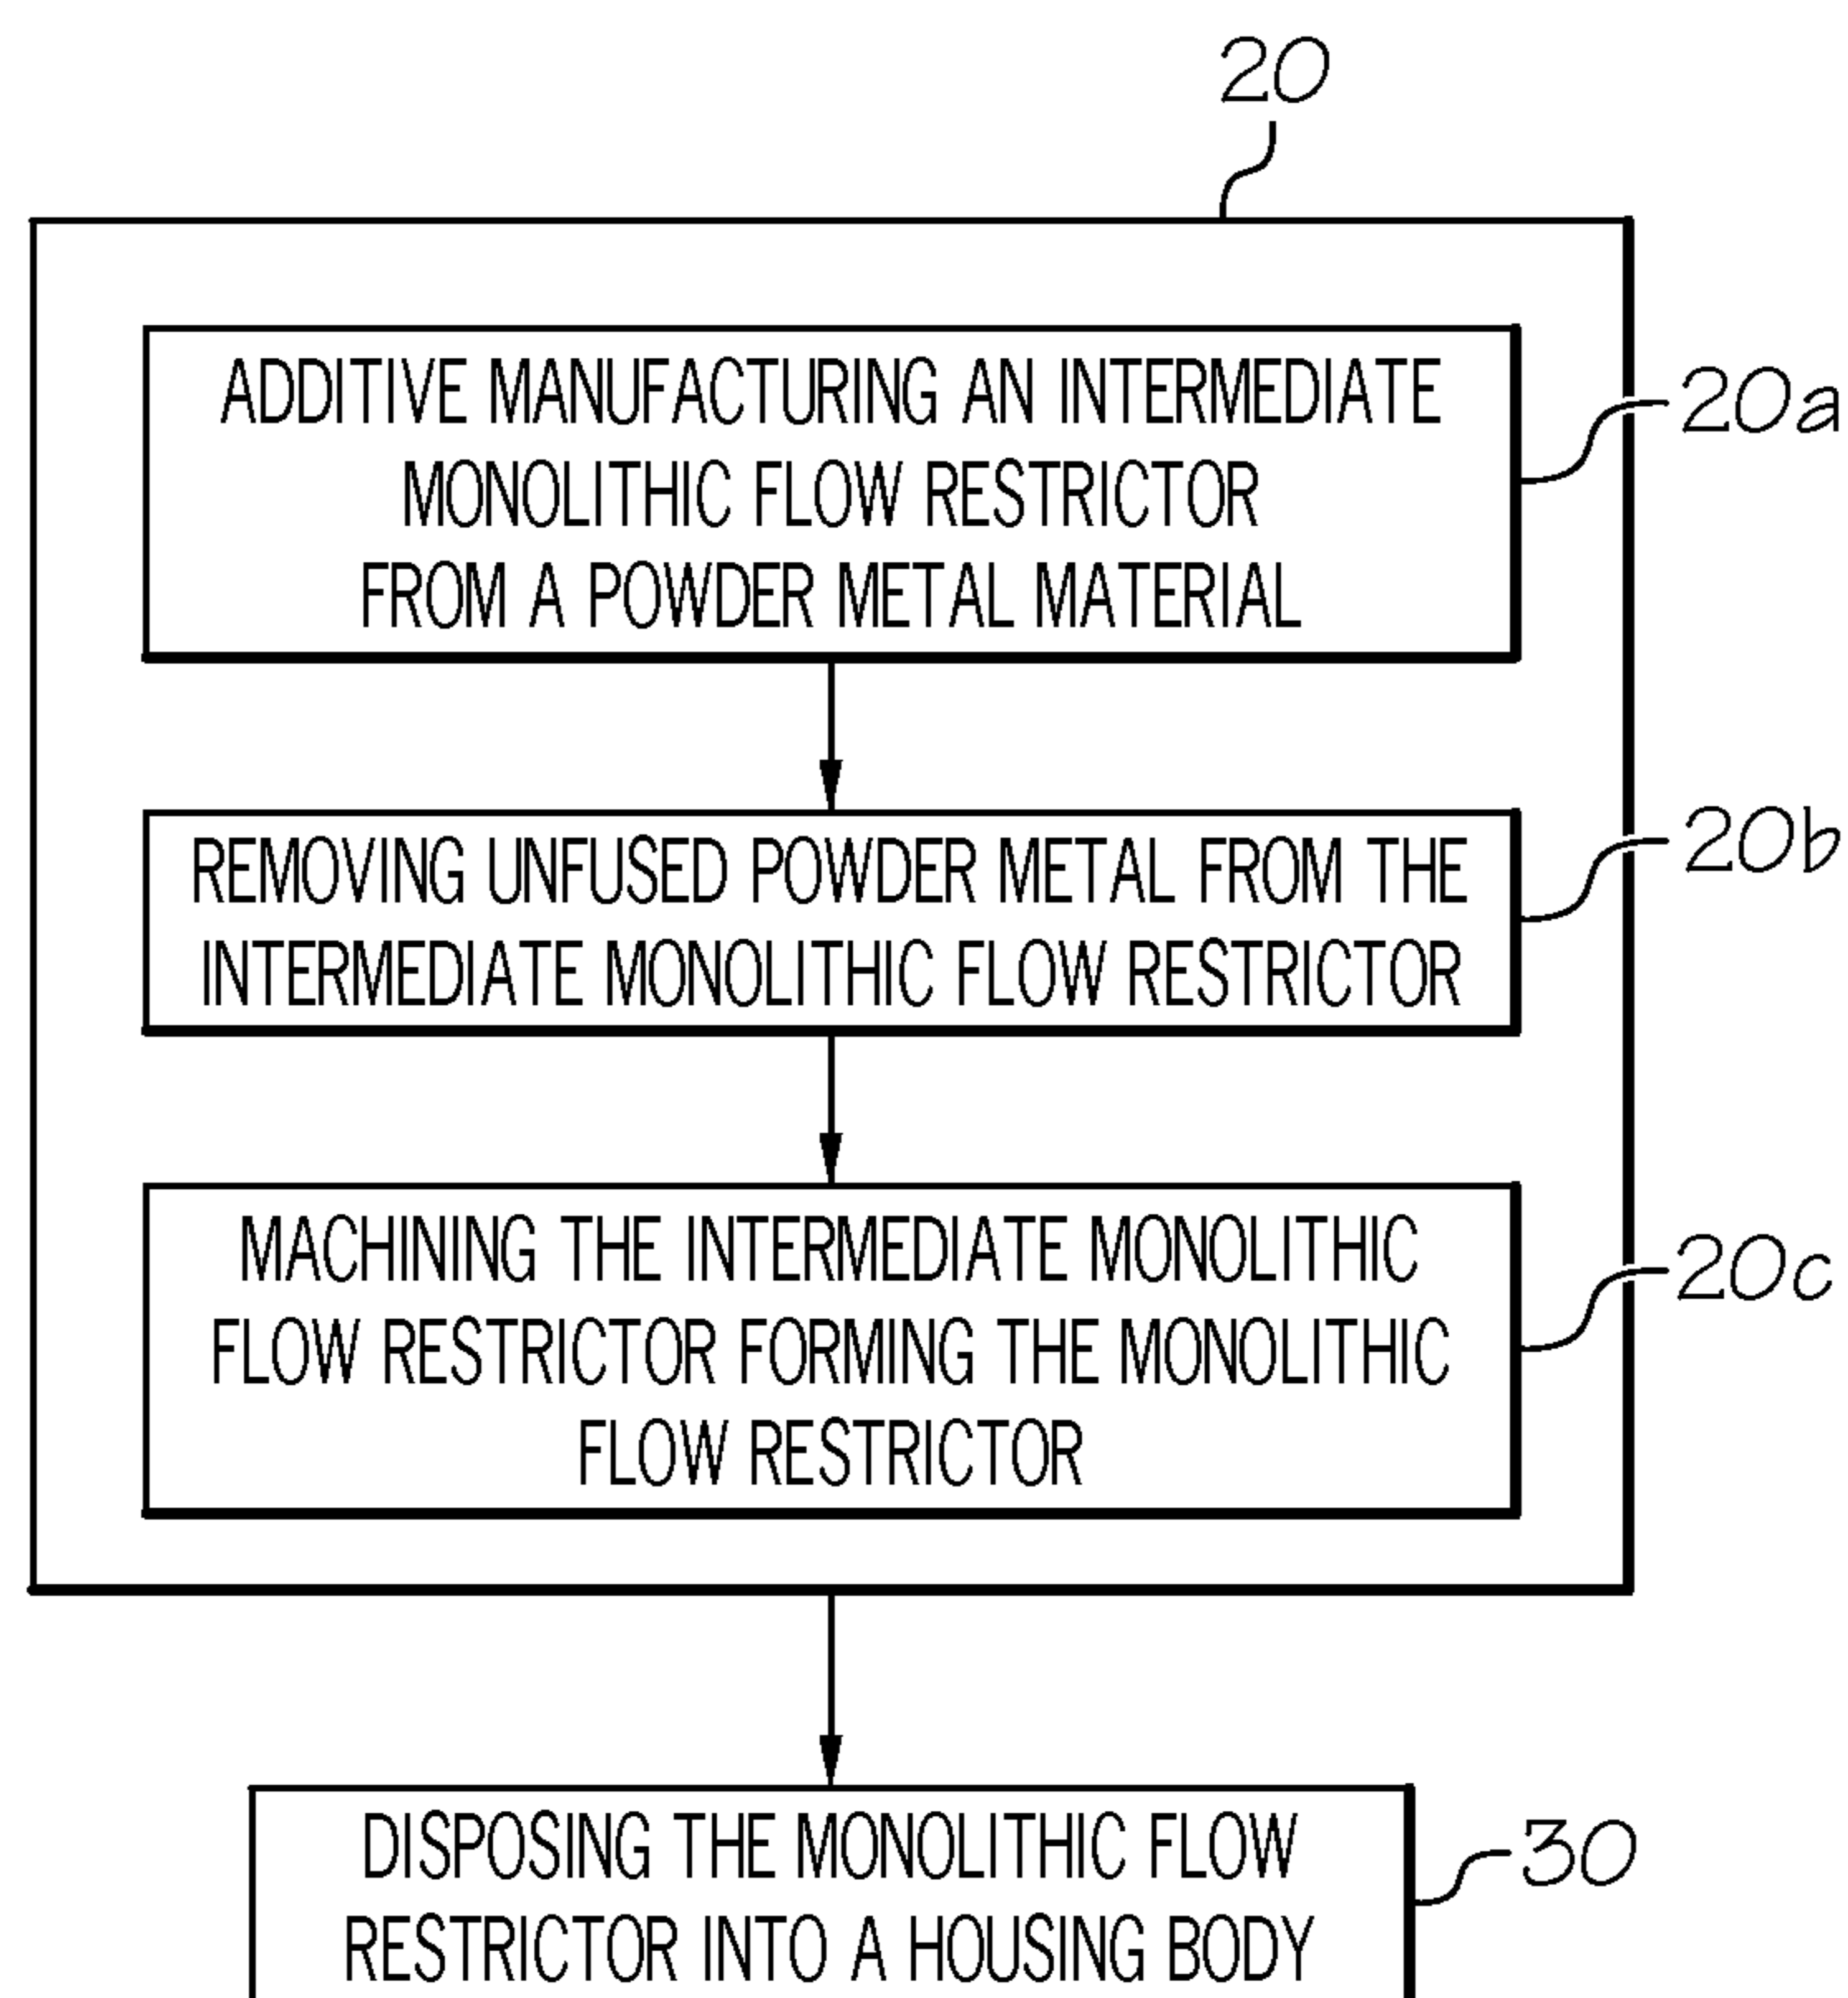 20
ADDITIVE MANUFACTURING AN INTERMEDIATE
MONOLITHIC FLOW RESTRICTOR
FROM A POWDER METAL MATERIAL
20a
REMOVING UNFUSED POWDER METAL FROM THE
INTERMEDIATE MONOLITHIC FLOW RESTRICTOR
20b
MACHINING THE INTERMEDIATE MONOLITHIC
FLOW RESTRICTOR FORMING THE MONOLITHIC
FLOW RESTRICTOR
20c
DISPOSING THE MONOLITHIC FLOW
RESTRICTOR INTO A HOUSING BODY
30